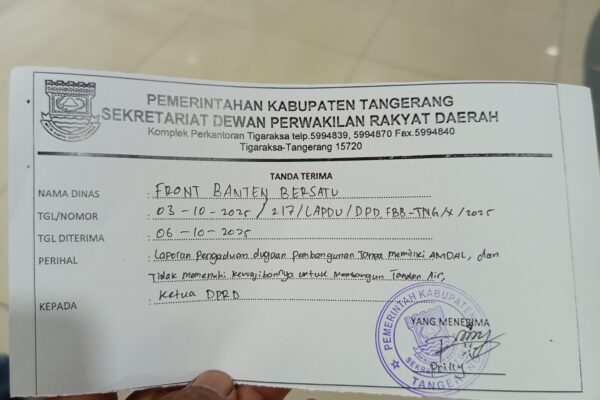 PEMERINTAHAN KABUPATEN TANGERANG
SEKRETARIAT DEWAN PERWAKILAN RAKYAT DAERAH
Komplek Perkantoran Tigaraksa telp.5994839, 5994870 Fax.5994840
Tigaraksa-Tangerang 15720
TANDA TERIMA
NAMA DINAS : FRONT BANTEN BERSATU
TGL/NOMOR : 03-10-2025 / 217/LAPDU/DPD.FBB-TNG/X/2025
TGL DITERIMA : 06-10-2025
PERIHAL : Laporan Pengaduan dugaan Pembangunan Tanpa memiliki AMDAL, dan
Tidak memenuhi kewajibannya untuk Membangun Tandon Air,
KEPADA : Ketua DPRD
YANG MENERIMA
PEMERINTAH KABUPATEN
TANGERANG
Prilly